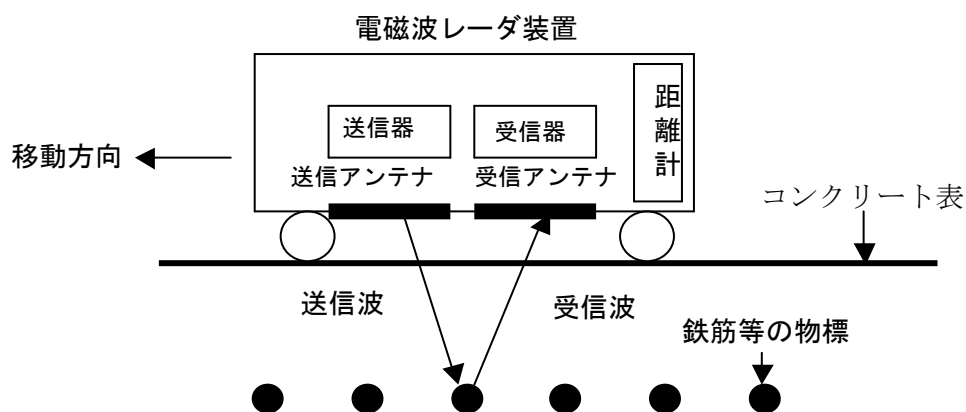 電磁波レーダ装置
距離計
送信器
受信器
移動方向
送信アンテナ
受信アンテナ
コンクリート表
送信波
受信波
鉄筋等の物標